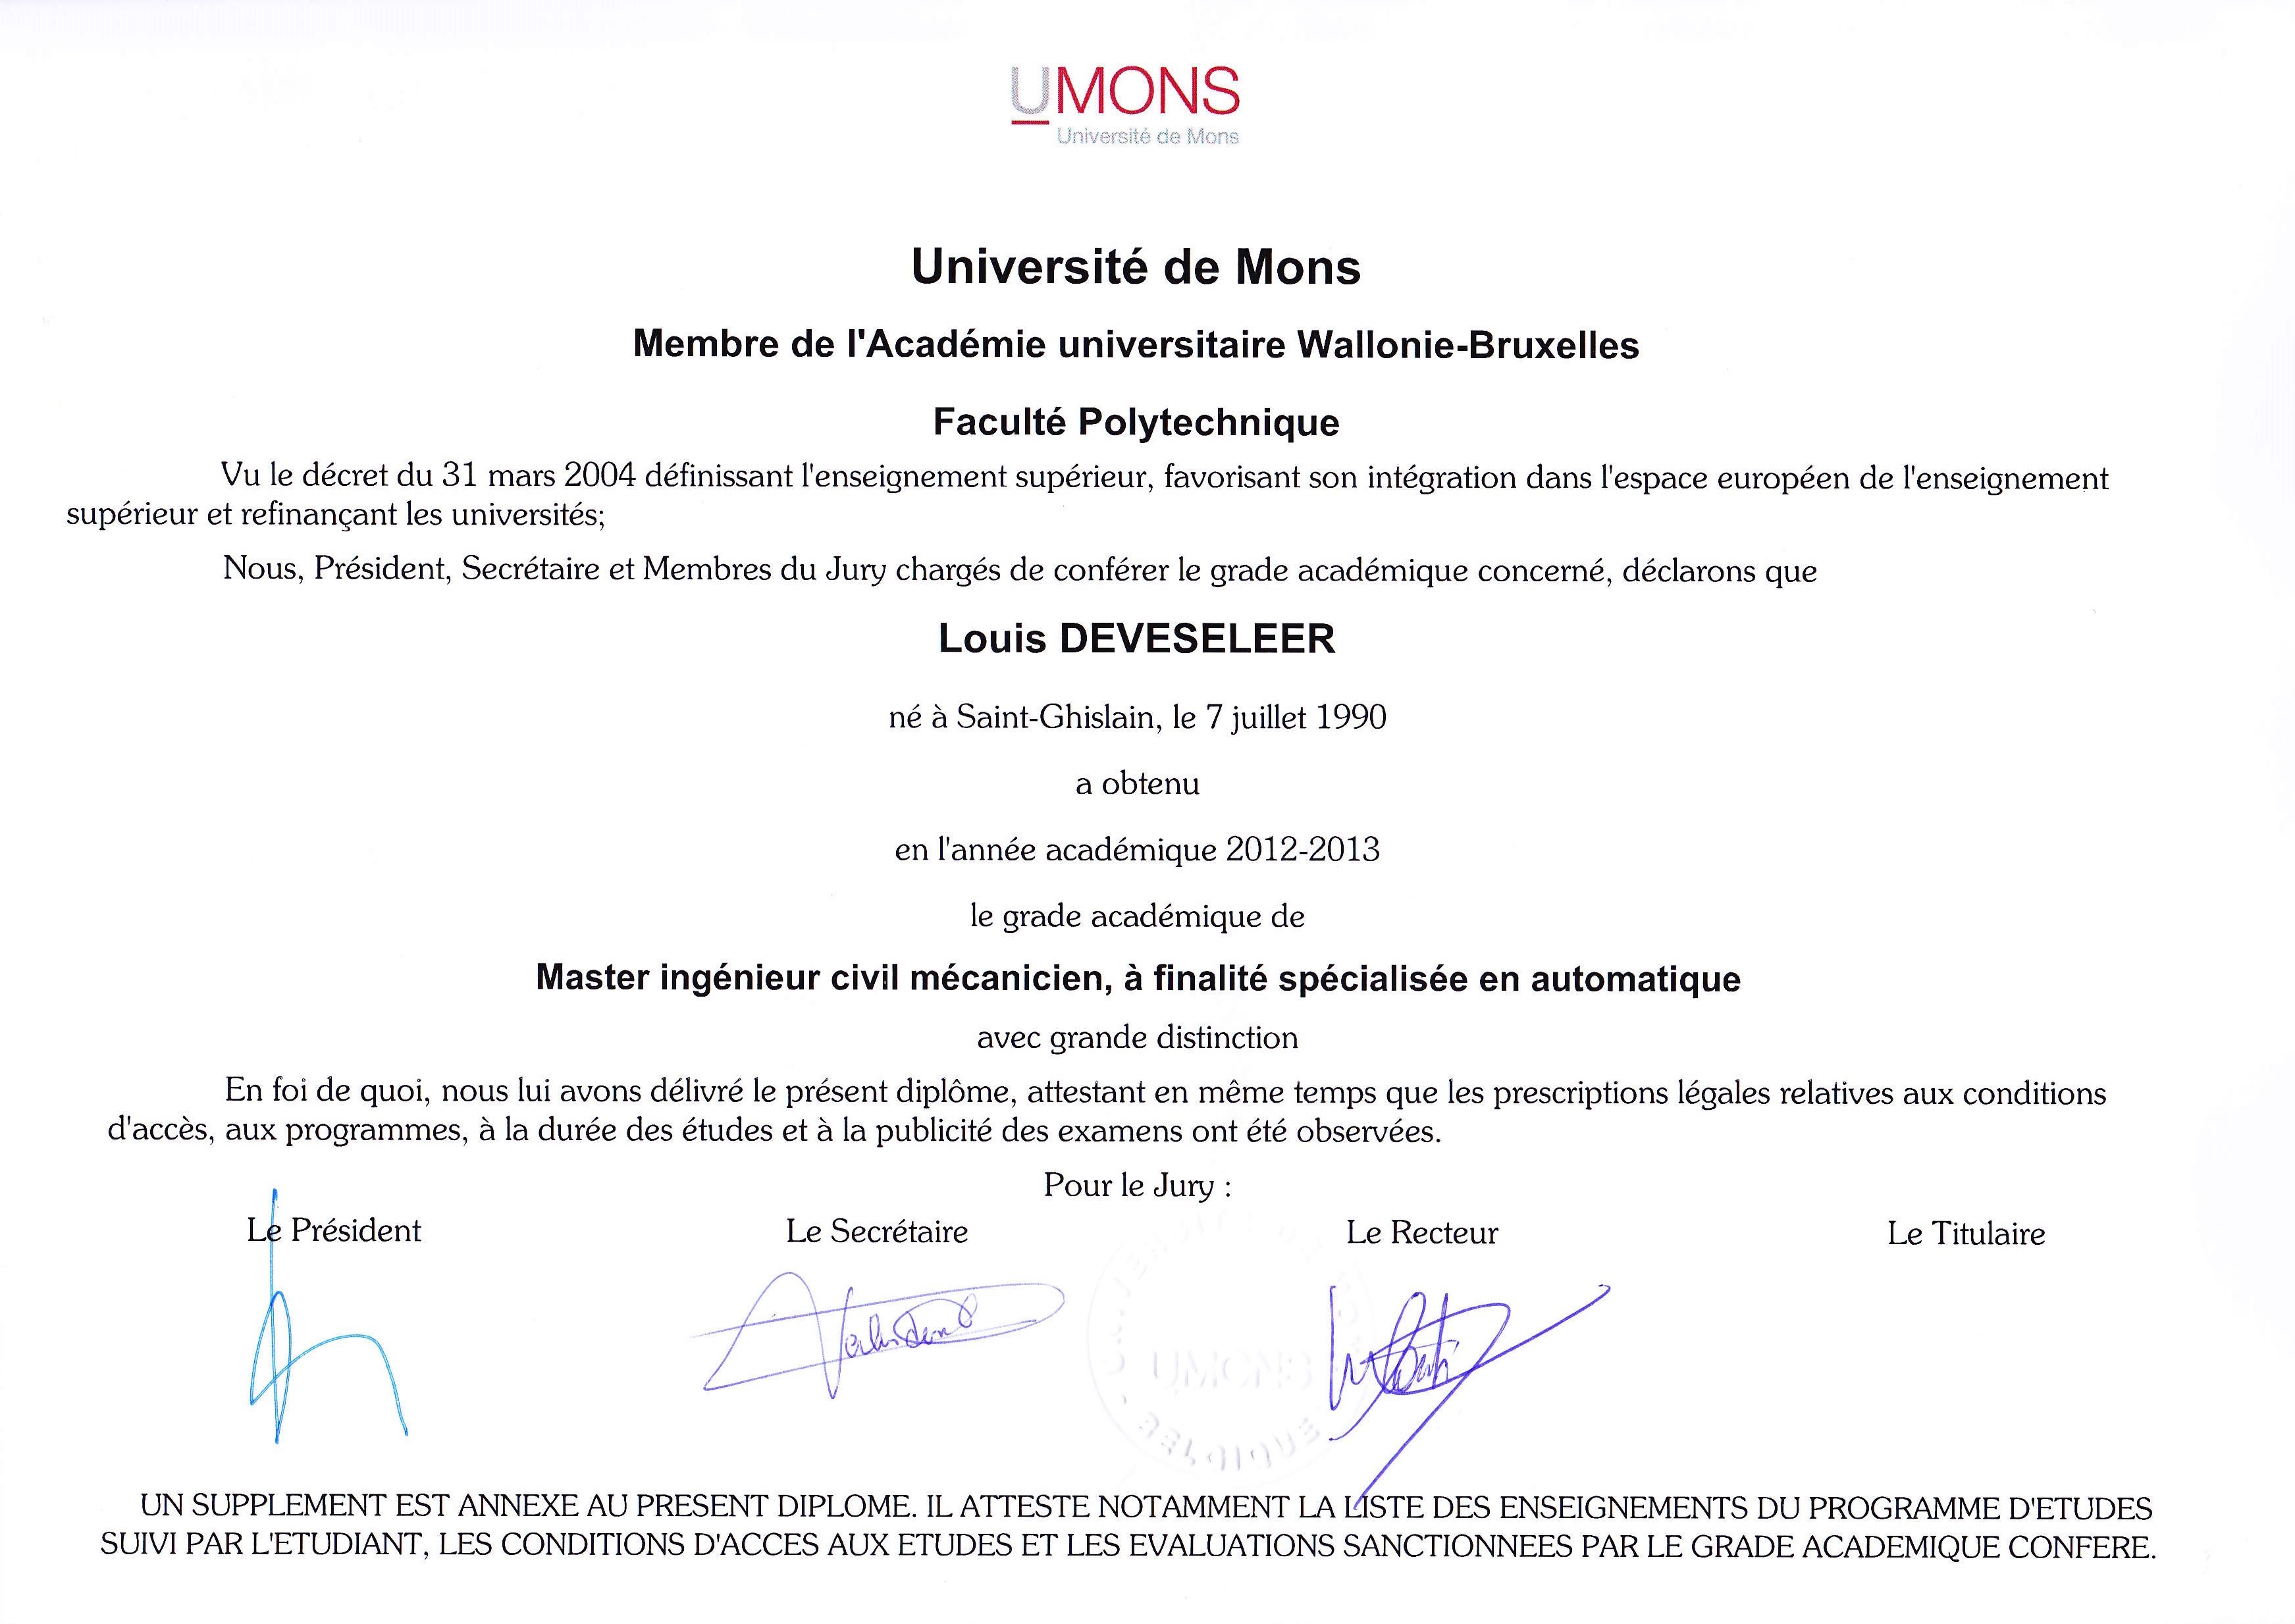 UMONS
Université de Mons
Université de Mons
Membre de l'Académie universitaire Wallonie-Bruxelles
Faculté Polytechnique
Vu le décret du 31 mars 2004 définissant l'enseignement supérieur, favorisant son intégration dans l'espace européen de l'enseignement
supérieur et refinançant les universités;
Nous, Président, Secrétaire et Membres du Jury chargés de conférer le grade académique concerné, déclarons que
Louis DEVESELEER
né à Saint-Ghislain, le 7 juillet 1990
a obtenu
en l'année académique 2012-2013
le grade académique de
Master ingénieur civil mécanicien, à finalité spécialisée en automatique
avec grande distinction
En foi de quoi, nous lui avons délivré le présent diplôme, attestant en même temps que les prescriptions légales relatives aux conditions
d'accès, aux programmes, à la durée des études et à la publicité des examens ont été observées.
Pour le Jury :
Le Président Le Secrétaire Le Recteur Le Titulaire
UMONS
UN SUPPLEMENT EST ANNEXE AU PRESENT DIPLOME. IL ATTESTE NOTAMMENT LA LISTE DES ENSEIGNEMENTS DU PROGRAMME D'ETUDES
SUIVI PAR L'ETUDIANT, LES CONDITIONS D'ACCES AUX ETUDES ET LES EVALUATIONS SANCTIONNEES PAR LE GRADE ACADEMIQUE CONFERE.